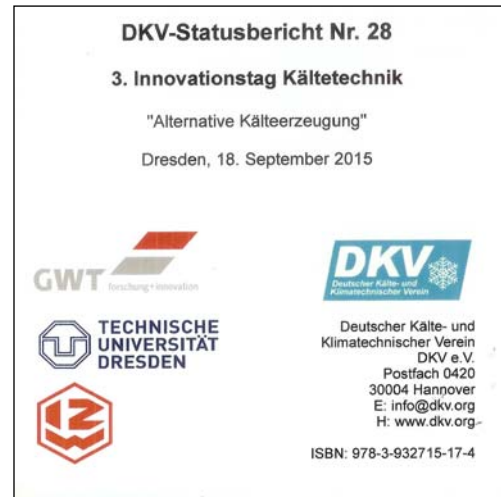 DKV-Statusbericht Nr. 28
3. Innovationstag Kältetechnik
"Alternative Kälteerzeugung"
Dresden, 18. September 2015
GWT
forschung+innovation
TECHNISCHE
UNIVERSITÄT
DRESDEN
IZW
DKV
Deutscher Kälte- und
Klimatechnischer Verein
Deutscher Kälte- und
Klimatechnischer Verein
DKV e.V.
Postfach 0420
30004 Hannover
E: info@dkv.org
H: www.dkv.org
ISBN: 978-3-932715-17-4